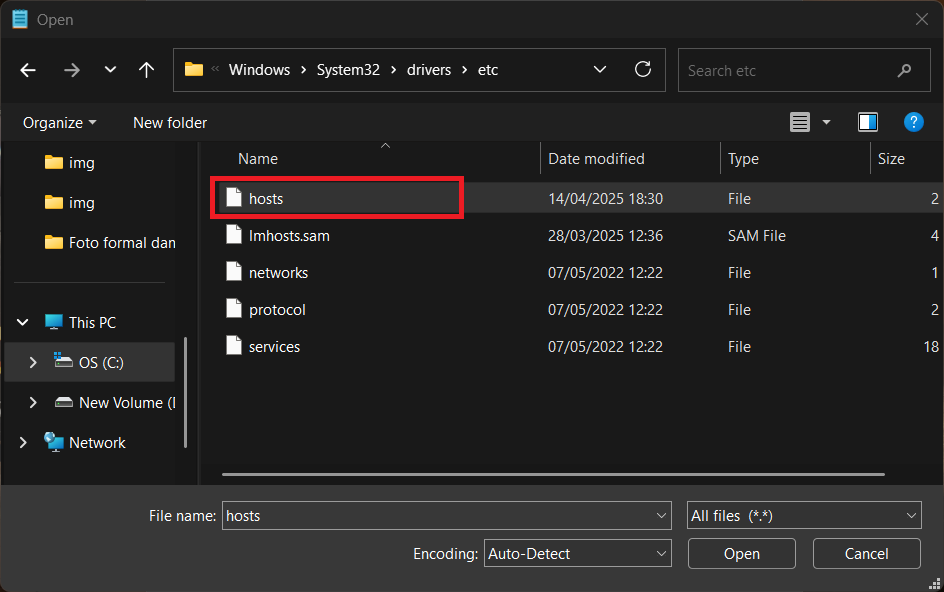 Open
Windows > System32 > drivers > etc
Search etc
Organize
New folder
Name
Date modified
Type
Size
img
img
Foto formal dan
This PC
OS (C:)
New Volume (
Network
hosts 14/04/2025 18:30 File 2
lmhosts.sam 28/03/2025 12:36 SAM File 4
networks 07/05/2022 12:22 File 1
protocol 07/05/2022 12:22 File 2
services 07/05/2022 12:22 File 18
File name: hosts
All files (*.*)
Encoding: Auto-Detect
Open
Cancel